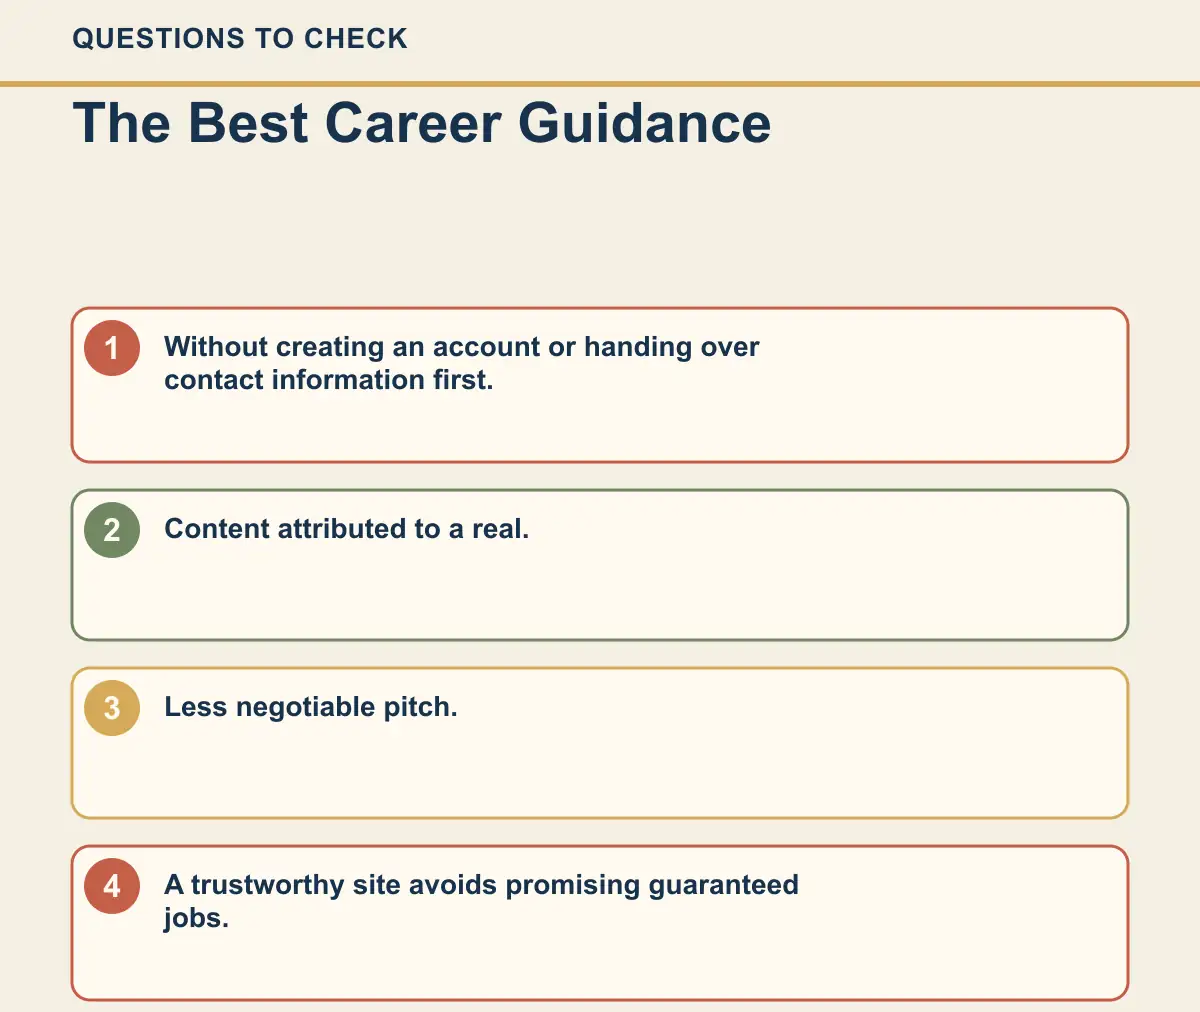 QUESTIONS TO CHECK
The Best Career Guidance
1
Without creating an account or handing over
contact information first.
2
Content attributed to a real.
3
Less negotiable pitch.
4
A trustworthy site avoids promising guaranteed
jobs.